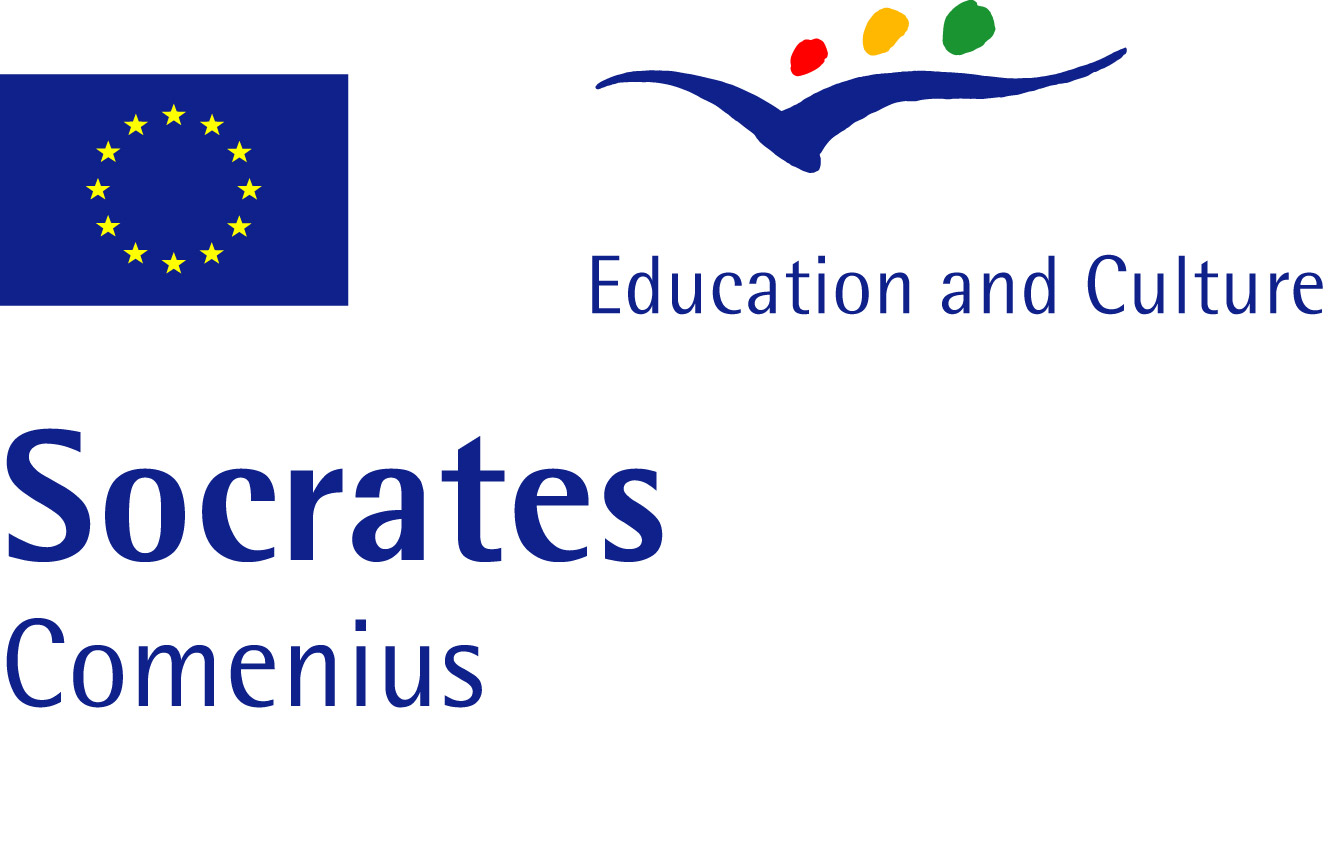 Education and Culture
Socrates
Comenius